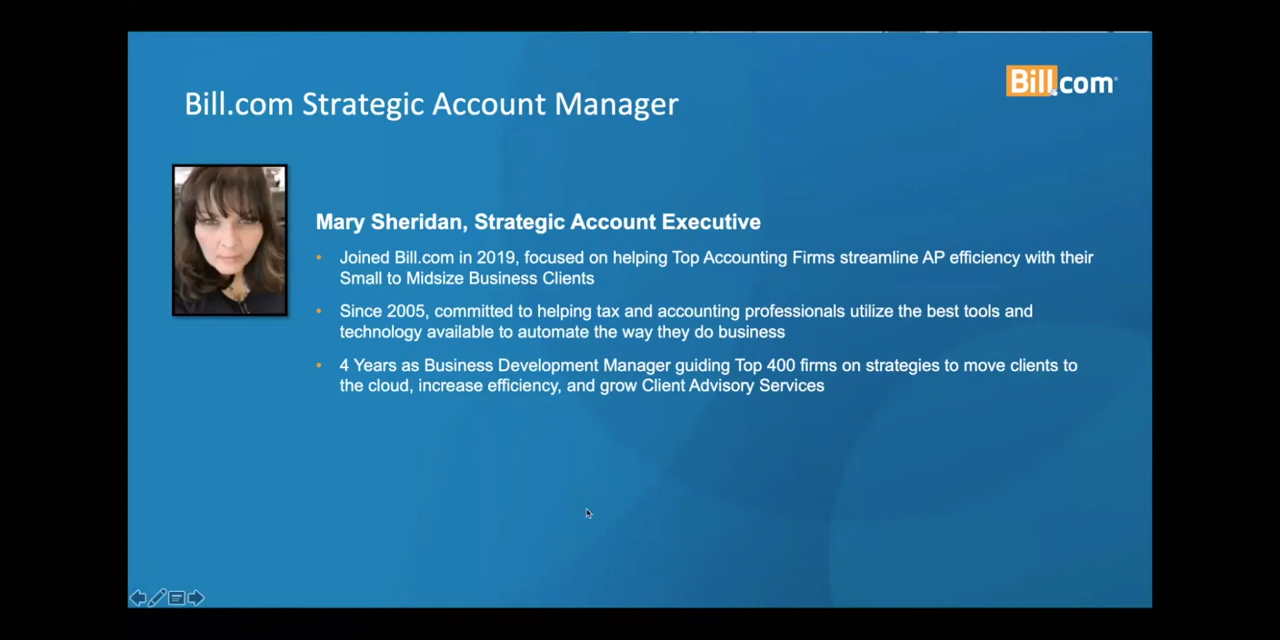 Bill.com
Bill.com Strategic Account Manager
Mary Sheridan, Strategic Account Executive
• Joined Bill.com in 2019, focused on helping Top Accounting Firms streamline AP efficiency with their
Small to Midsize Business Clients
• Since 2005, committed to helping tax and accounting professionals utilize the best tools and
technology available to automate the way they do business
• 4 Years as Business Development Manager guiding Top 400 firms on strategies to move clients to
the cloud, increase efficiency, and grow Client Advisory Services